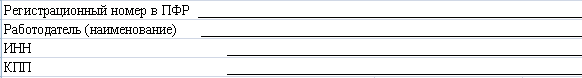 Регистрационный номер в ПФР
Работодатель (наименование)
ИНН
КПП